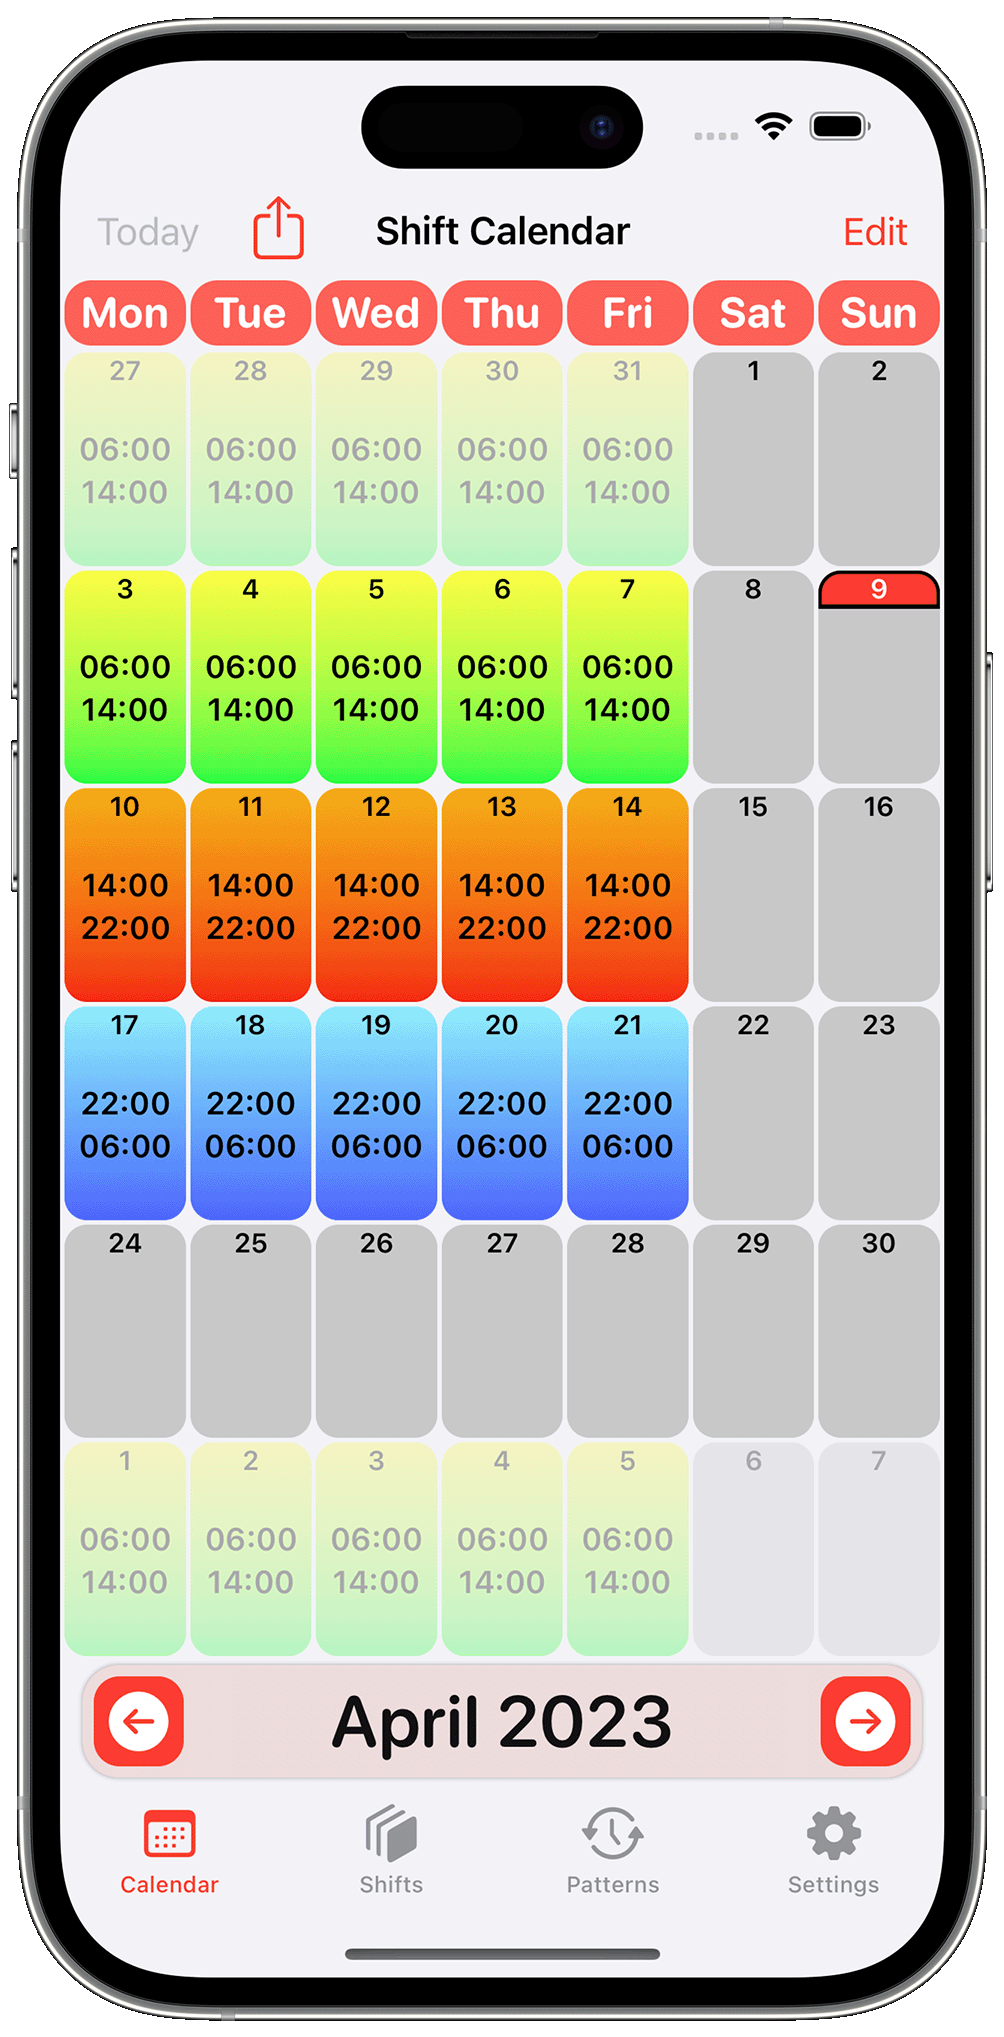 Today Shift Calendar Edit
Mon Tue Wed Thu Fri Sat Sun
27 28 29 30 31 1 2
06:00 06:00 06:00 06:00 06:00
14:00 14:00 14:00 14:00 14:00
3 4 5 6 7 8 9
06:00 06:00 06:00 06:00 06:00
14:00 14:00 14:00 14:00 14:00
10 11 12 13 14 15 16
14:00 14:00 14:00 14:00 14:00
22:00 22:00 22:00 22:00 22:00
17 18 19 20 21 22 23
22:00 22:00 22:00 22:00 22:00
06:00 06:00 06:00 06:00 06:00
24 25 26 27 28 29 30
1 2 3 4 5 6 7
06:00 06:00 06:00 06:00 06:00
14:00 14:00 14:00 14:00 14:00
April 2023
Calendar Shifts Patterns Settings